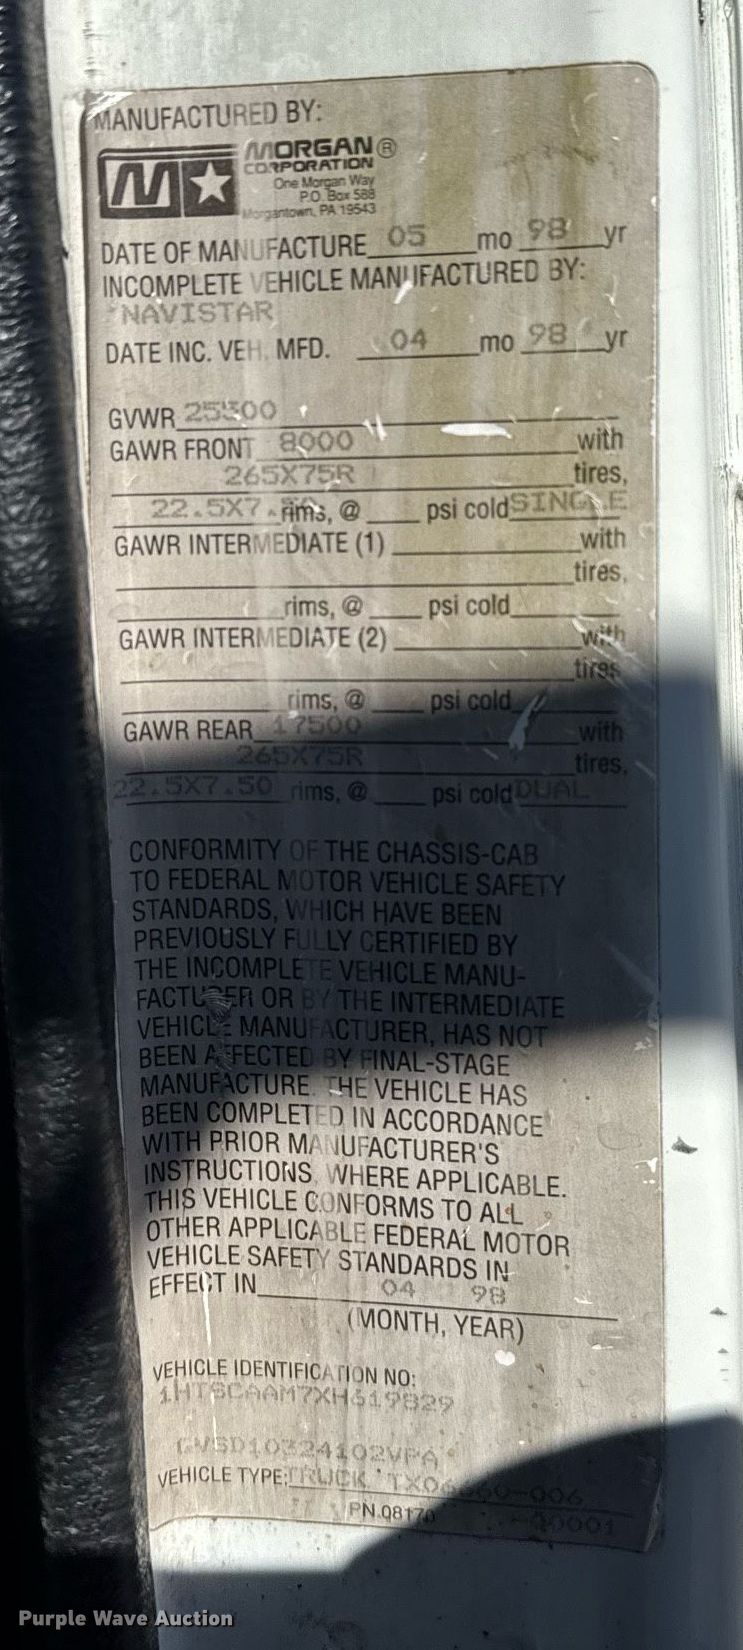 MANUFACTURED BY:
MORGAN®
CORPORATION
One Morgan Way
P.O. Box 588
Morgantown, PA 19543
DATE OF MANUFACTURE 05 mo 98 yr
INCOMPLETE VEHICLE MANUFACTURED BY:
NAVISTAR
DATE INC. VEH. MFD. 04 mo 98 yr
GVWR 25500
GAWR FRONT 8000 with
265X75R tires,
22.5X7.50 rims, @ psi cold SINGLE
GAWR INTERMEDIATE (1) with
tires,
rims, @ psi cold
GAWR INTERMEDIATE (2) with
tires
rims, @ psi cold
GAWR REAR 17500 with
265X75R tires,
22.5X7.50 rims, @ psi cold DUAL
CONFORMITY OF THE CHASSIS-CAB
TO FEDERAL MOTOR VEHICLE SAFETY
STANDARDS, WHICH HAVE BEEN
PREVIOUSLY FULLY CERTIFIED BY
THE INCOMPLETE VEHICLE MANU-
FACTURER OR BY THE INTERMEDIATE
VEHICLE MANUFACTURER, HAS NOT
BEEN AFFECTED BY FINAL-STAGE
MANUFACTURE. THE VEHICLE HAS
BEEN COMPLETED IN ACCORDANCE
WITH PRIOR MANUFACTURER'S
INSTRUCTIONS, WHERE APPLICABLE.
THIS VEHICLE CONFORMS TO ALL
OTHER APPLICABLE FEDERAL MOTOR
VEHICLE SAFETY STANDARDS IN
EFFECT IN 04 98
(MONTH, YEAR)
VEHICLE IDENTIFICATION NO:
1HTSCAAM7XH619829
GVSD10324102VPA
VEHICLE TYPE: TRUCK
PN.08170
Purple Wave Auction